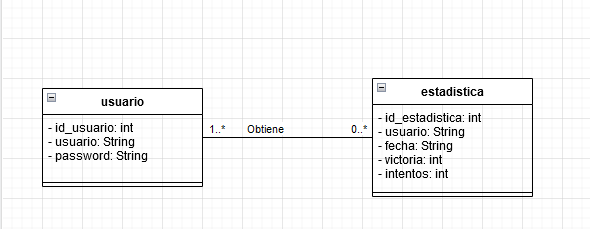 usuario
- id_usuario: int
- usuario: String
- password: String
1..*
Obtiene
0..*
estadistica
- id_estadistica: int
- usuario: String
- fecha: String
- victoria: int
- intentos: int